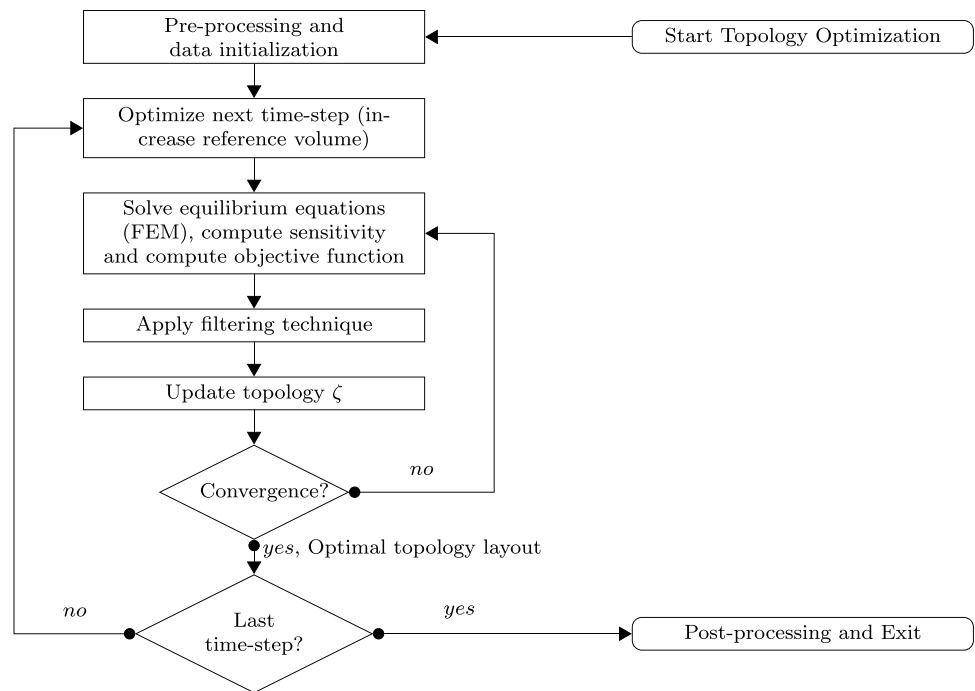 Pre-processing and
data initialization
Start Topology Optimization
Optimize next time-step (in-
crease reference volume)
Solve equilibrium equations
(FEM), compute sensitivity
and compute objective function
Apply filtering technique
Update topology ζ
Convergence?
no
yes, Optimal topology layout
Last
time-step?
no
yes
Post-processing and Exit